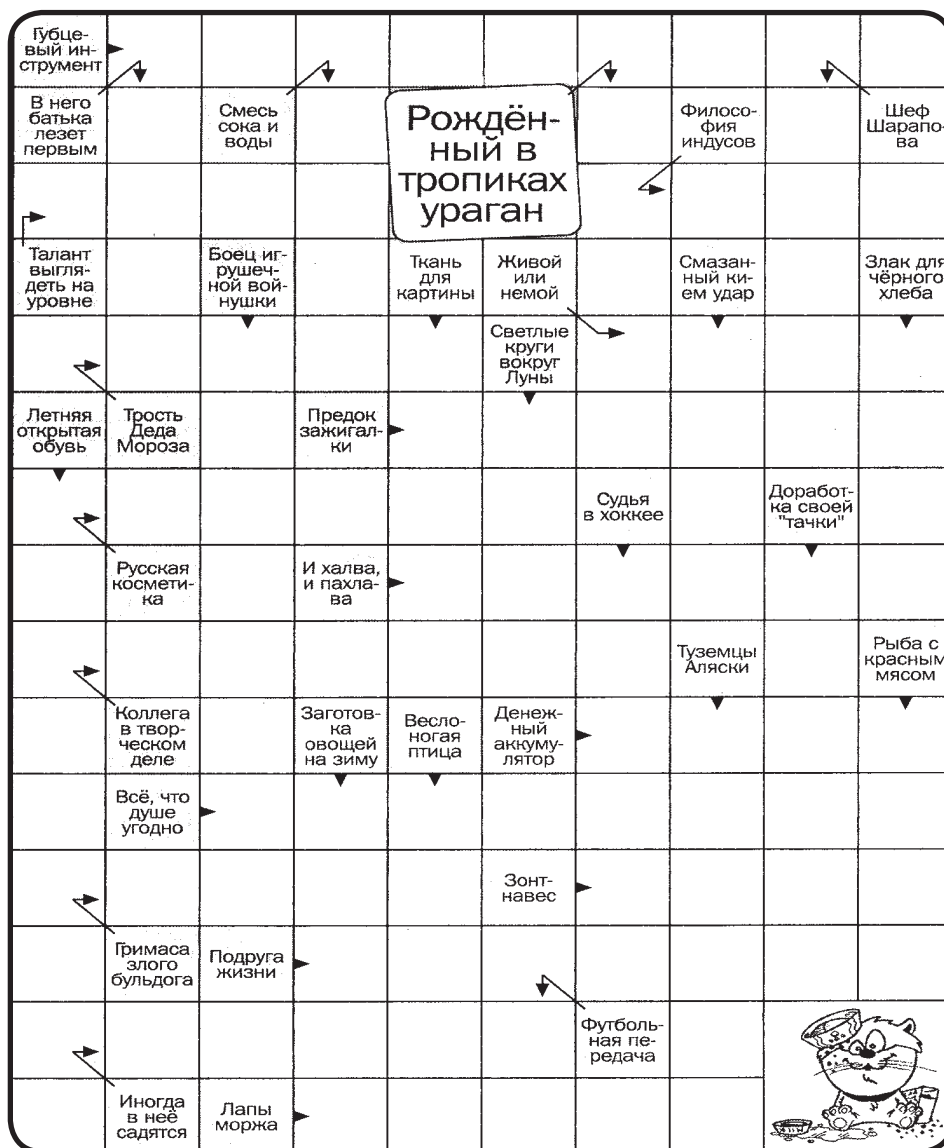 Губце-
вый ин-
струмент
В него
батька
лезет
первым
Смесь
сока и
воды
Рождён-
ный в
тропиках
ураган
Филосо-
фия
индусов
Шеф
Шарапо-
ва
Талант
выгля-
деть на
уровне
Боец иг-
рушеч-
ной вой-
нушки
Ткань
для
картины
Живой
или
немой
Смазан-
ный ки-
ем удар
Злак для
чёрного
хлеба
Светлые
круги
вокруг
Луны
Летняя
открытая
обувь
Трость
Деда
Мороза
Предок
зажигал-
ки
Судья
в хоккее
Доработ-
ка своей
"тачки"
Русская
космети-
ка
И халва,
и пахла-
ва
Туземцы
Аляски
Рыба с
красным
мясом
Коллега
в твор-
ческом
деле
Заготов-
ка
овощей
на зиму
Весло-
ногая
птица
Денеж-
ный
аккуму-
лятор
Всё, что
душе
угодно
Зонт-
навес
Гримаса
злого
бульдога
Подруга
жизни
Футболь-
ная пе-
редача
Иногда
в неё
садятся
Лапы
моржа